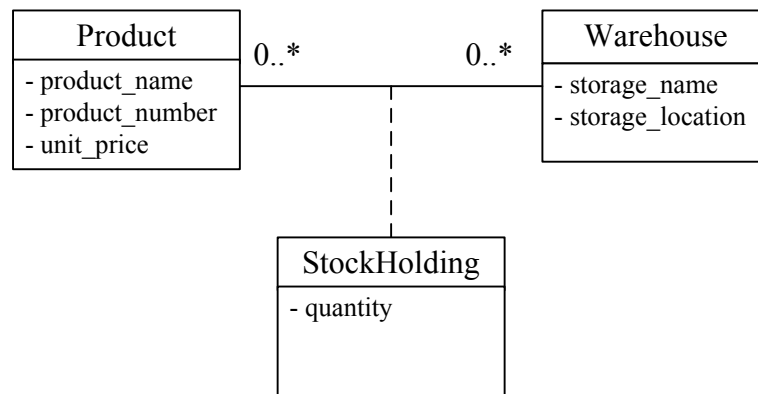 Product
- product_name
- product_number
- unit_price
0..*
0..*
Warehouse
- storage_name
- storage_location
StockHolding
- quantity